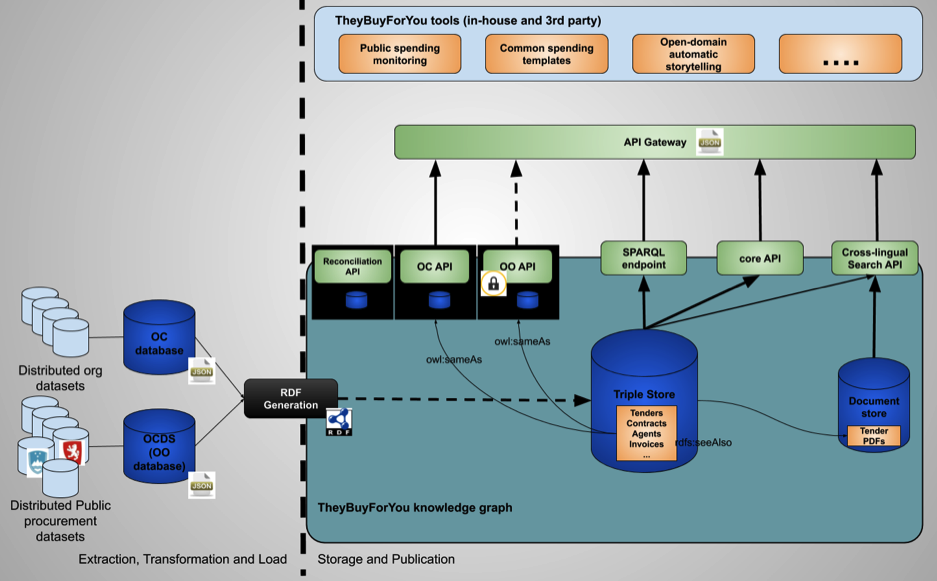 TheyBuyForYou tools (in-house and 3rd party)
Public spending
monitoring
Common spending
templates
Open-domain
automatic
storytelling
....
API Gateway
JSON
Reconciliation
API
OC API
OO API
SPARQL
endpoint
core API
Cross-lingual
Search API
owl:sameAs
owl:sameAs
Distributed org
datasets
OC
database
JSON
RDF
Generation
RDF
Triple Store
Tenders
Contracts
Agents
Invoices
...
rdfs:seeAlso
Document
store
Tender
PDFs
OCDS
(OO
database)
JSON
Distributed Public
procurement
datasets
TheyBuyForYou knowledge graph
Extraction, Transformation and Load
Storage and Publication